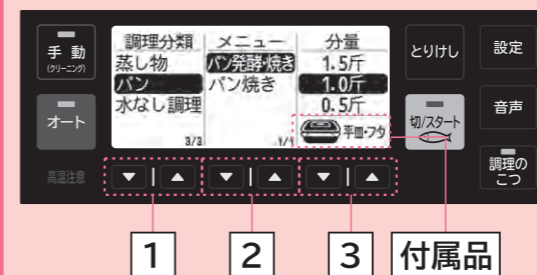 手動
(クリーニング)
オート
高温注意
調理分類
蒸し物
パン
水なし調理
3/3
メニュー
パン発酵・焼き
パン焼き
1/1
分量
1.5斤
1.0斤
0.5斤
平皿・フタ
とりけし
切/スタート
設定
音声
調理の
こつ
▼ | ▲
▼ | ▲
▼ | ▲
1
2
3
付属品